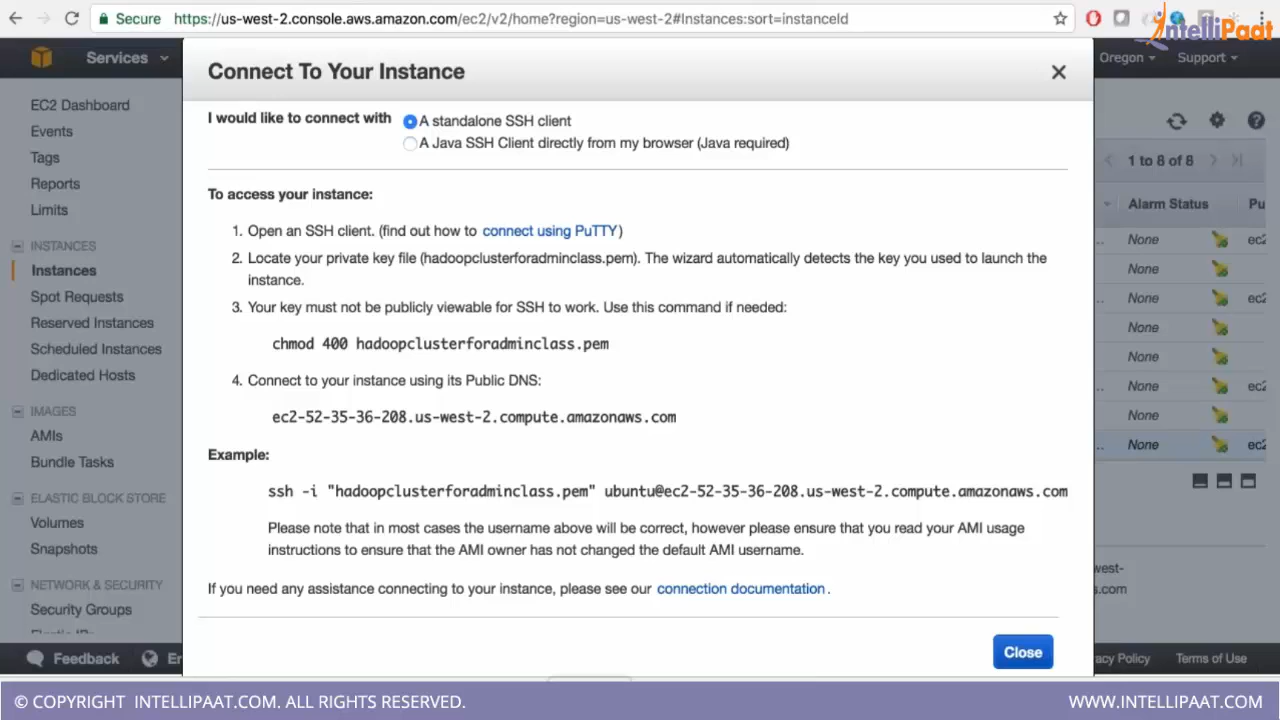 https://us-west-2.console.aws.amazon.com/ec2/v2/home?region=us-west-2#Instances:sort=instanceId
Secure
IntelliPaat
Services
Oregon
Support
Connect To Your Instance
I would like to connect with
A standalone SSH client
A Java SSH Client directly from my browser (Java required)
To access your instance:
1. Open an SSH client. (find out how to connect using PuTTY)
2. Locate your private key file (hadoopclusterforadminclass.pem). The wizard automatically detects the key you used to launch the
instance.
3. Your key must not be publicly viewable for SSH to work. Use this command if needed:
chmod 400 hadoopclusterforadminclass.pem
4. Connect to your instance using its Public DNS:
ec2-52-35-36-208.us-west-2.compute.amazonaws.com
Example:
ssh -i "hadoopclusterforadminclass.pem" ubuntu@ec2-52-35-36-208.us-west-2.compute.amazonaws.com
Please note that in most cases the username above will be correct, however please ensure that you read your AMI usage
instructions to ensure that the AMI owner has not changed the default AMI username.
If you need any assistance connecting to your instance, please see our connection documentation .
Close
EC2 Dashboard
Events
Tags
Reports
Limits
INSTANCES
Instances
Spot Requests
Reserved Instances
Scheduled Instances
Dedicated Hosts
IMAGES
AMIs
Bundle Tasks
ELASTIC BLOCK STORE
Volumes
Snapshots
NETWORK & SECURITY
Security Groups
Feedback
En
1 to 8 of 8
Alarm Status Pu
None ec2
None
None ec2
None
None
None ec2
None
None ec2
west-
s.com
acy Policy
Terms of Use
© COPYRIGHT INTELLIPAAT.COM. ALL RIGHTS RESERVED.
WWW.INTELLIPAAT.COM